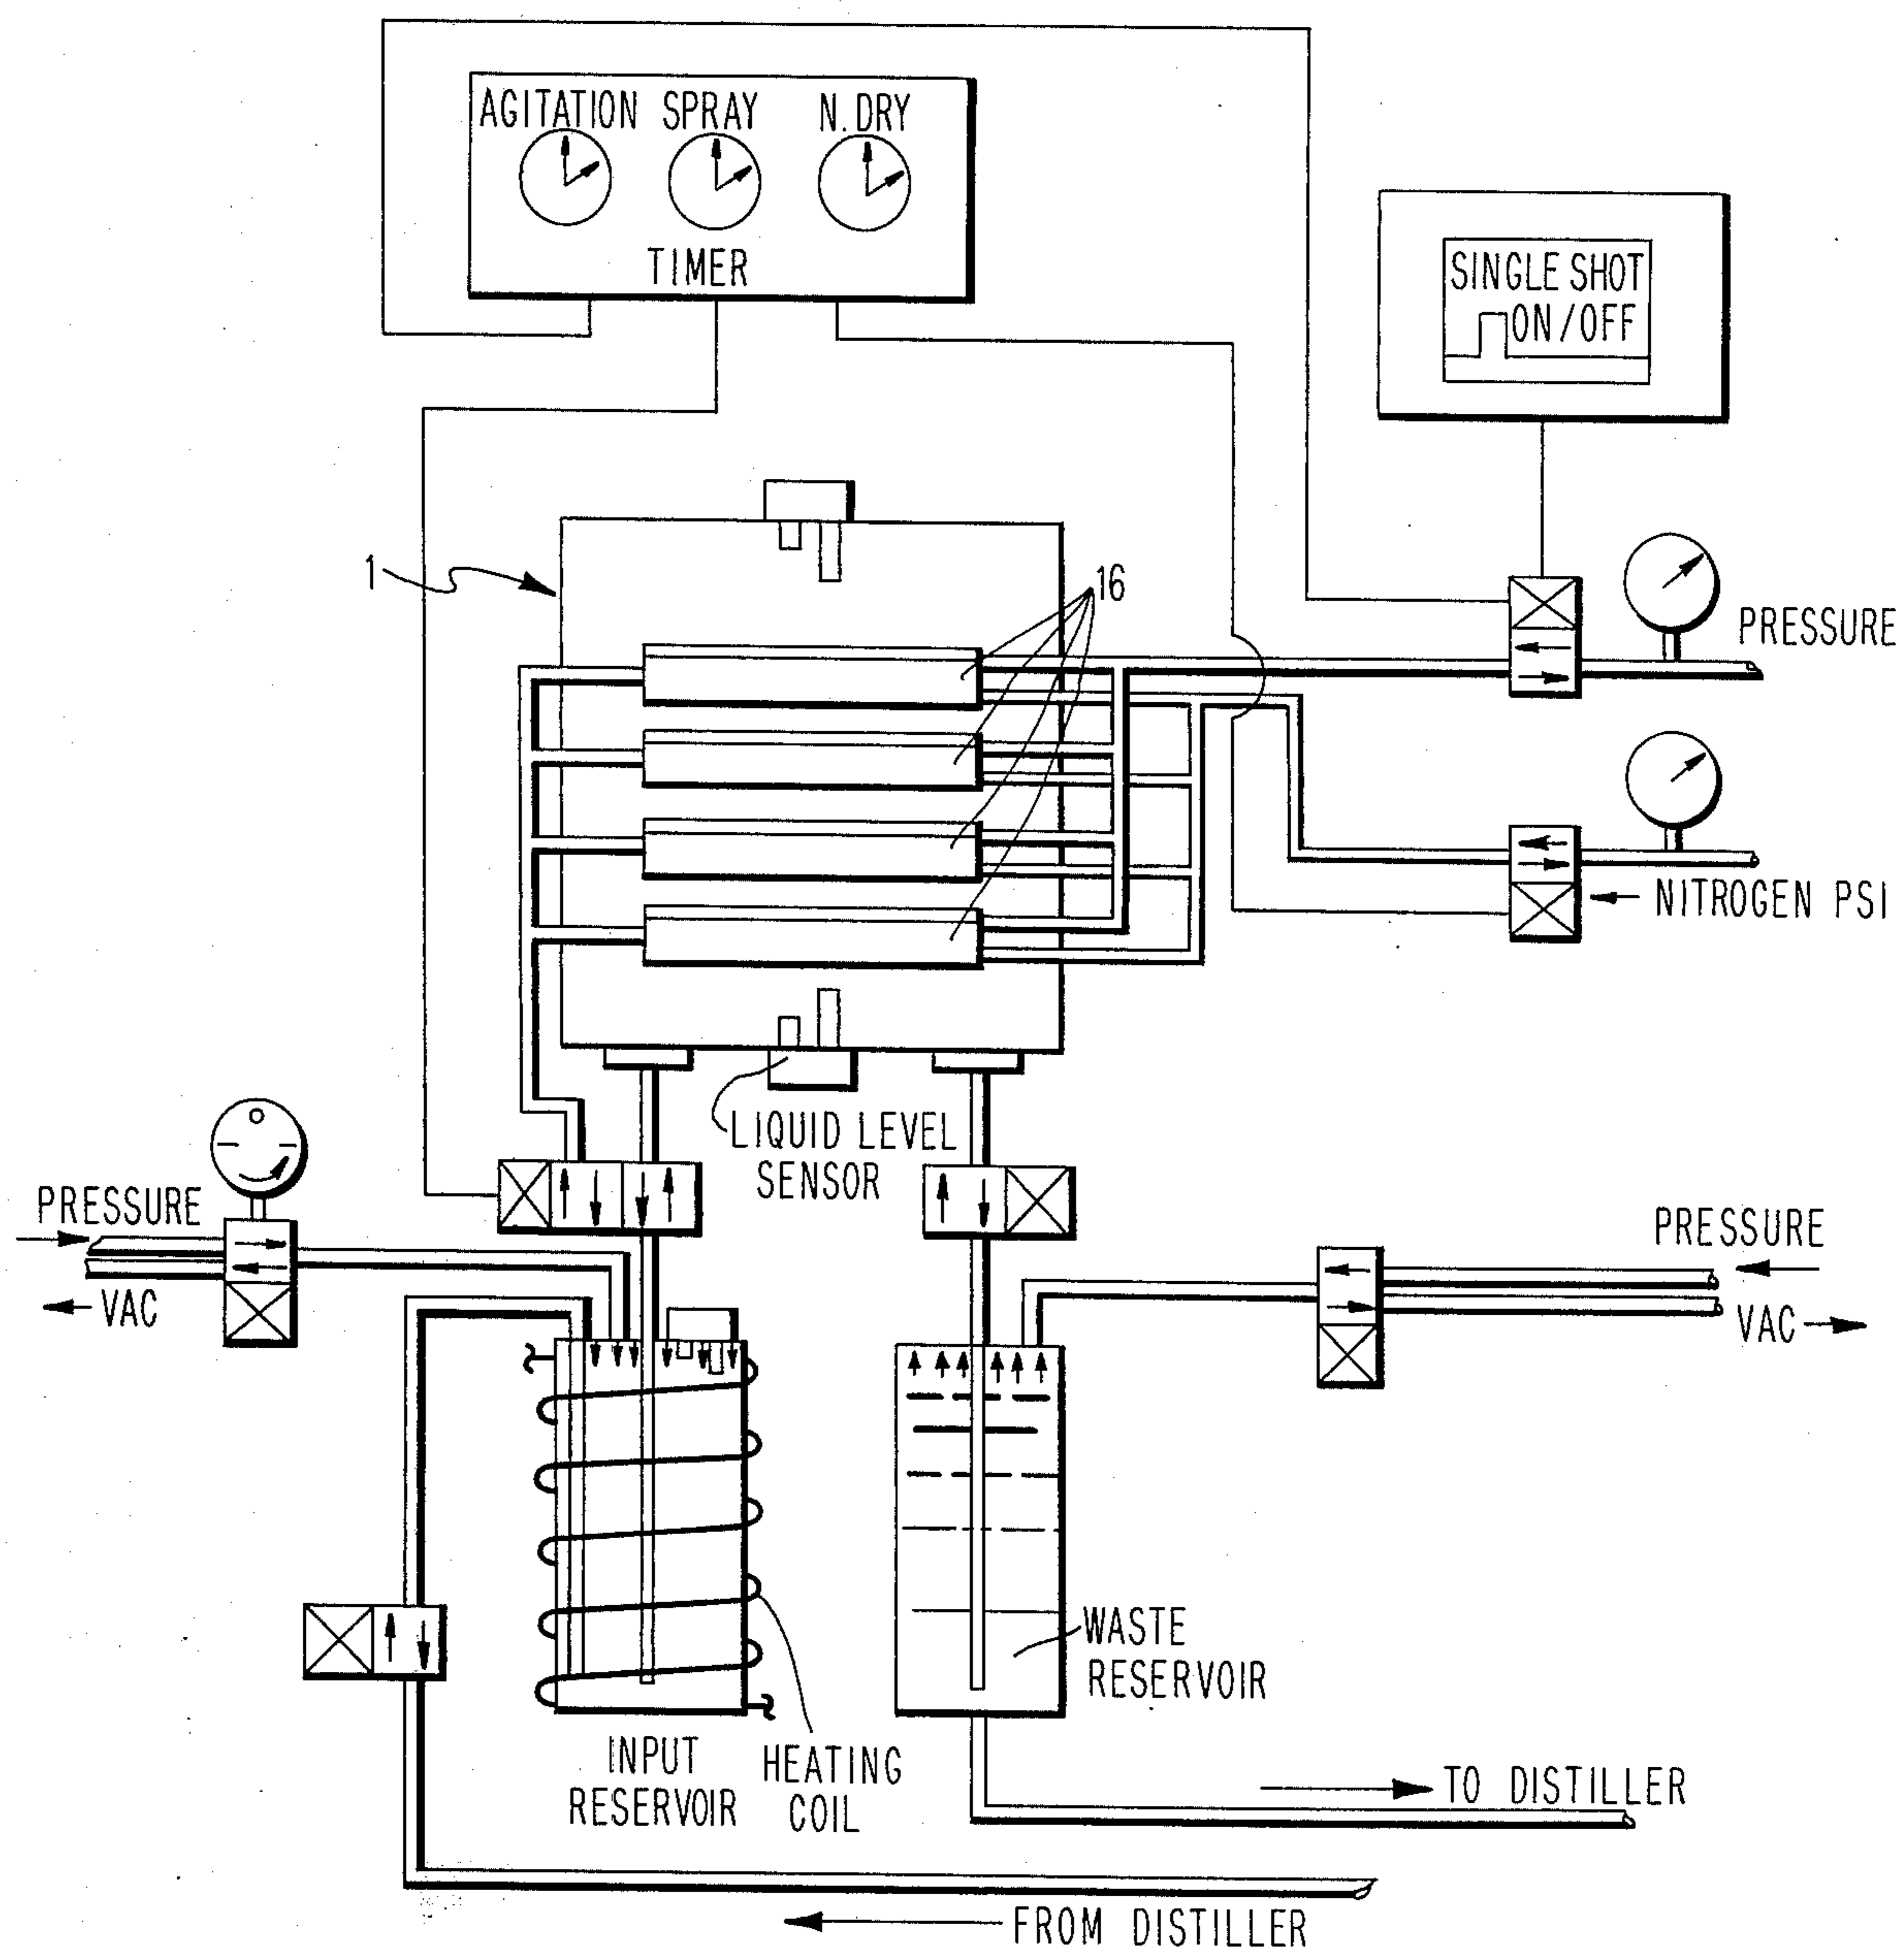 AGITATION SPRAY N. DRY
TIMER
SINGLE SHOT
ON/OFF
1
16
PRESSURE
NITROGEN PSI
LIQUID LEVEL
SENSOR
PRESSURE
VAC
PRESSURE
VAC
WASTE
RESERVOIR
INPUT
RESERVOIR
HEATING
COIL
TO DISTILLER
FROM DISTILLER